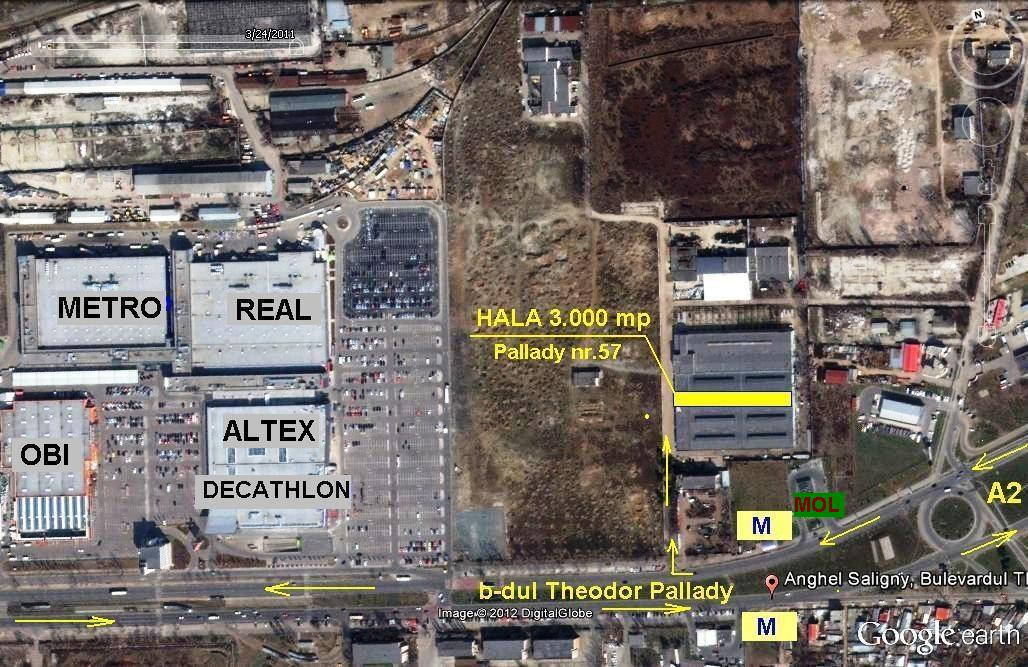 N
3/24/2011
METRO
REAL
HALA 3.000 mp
Pallady nr.57
ALTEX
OBI
DECATHLON
A2
MOL
M
Anghel Saligny, Bulevardul T
b-dul Theodor Pallady
Image © 2012 DigitalGlobe
M
Google earth